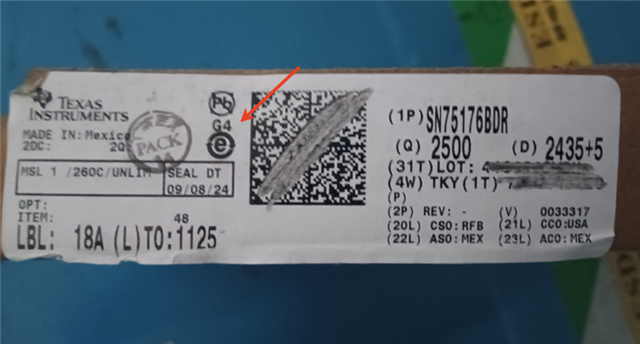 TEXAS
INSTRUMENTS
MADE IN: Mexico
2DC: 2Q:
MSL 1 /260C/UNLIM
SEAL DT
09/08/24
OPT:
ITEM: 48
LBL: 18A (L)TO:1125
Pb
G4
e
PACK
(1P) SN75176BDR
(Q) 2500 (D) 2435+5
(31T) LOT:
(4W) TKY (1T)
(P)
(2P) REV: - (V) 0033317
(20L) CSO: RFB (21L) CCO:USA
(22L) ASO: MEX (23L) ACO: MEX
ESD